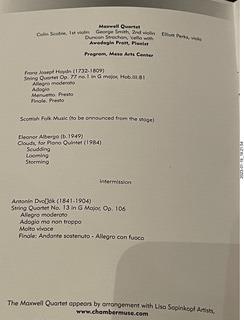 Maxwell Quartet
Colin Scobie, 1st violin George Smith, 2nd violin Elliott Perks, viola
Duncan Strachan, 'cello with
Awadagin Pratt, Pianist
Program, Mesa Arts Center
Franz Josef Haydn (1732-1809)
String Quartet Op. 77 no.1 in G major, Hob.III.81
Allegro moderato
Adagio
Menuetto. Presto
Finale. Presto
Scottish Folk Music (to be announced from the stage)
Eleanor Alberga (b.1949)
Clouds, for Piano Quintet (1984)
Scudding
Looming
Storming
intermission
Antonín Dvo▯ák (1841-1904)
String Quartet No. 13 in G Major, Op. 106
Allegro moderato
Adagio ma non troppo
Molto vivace
Finale: Andante sostenuto - Allegro con fuoco
The Maxwell Quartet appears by arrangement with Lisa Sapinkopf Artists,
www.chambermuse.com